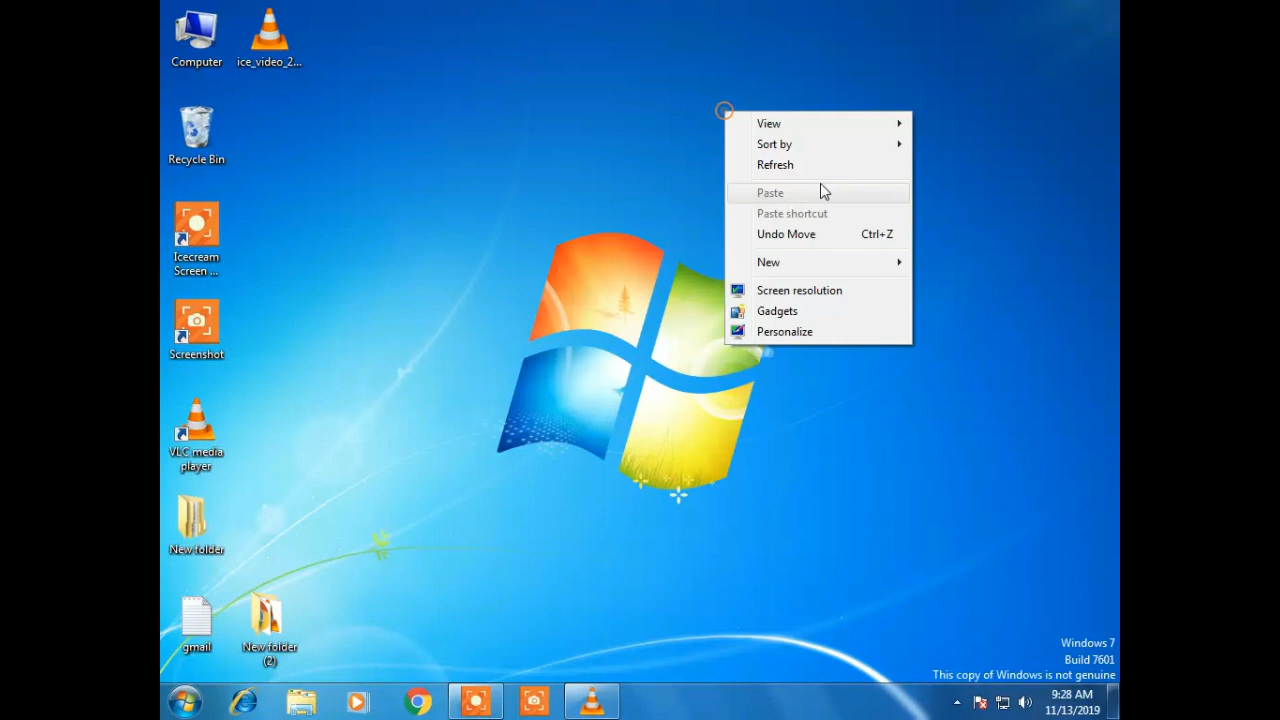 Computer
ice_video_2...
Recycle Bin
Icecream
Screen ...
Screenshot
VLC media
player
New folder
gmail
New folder
(2)
View
Sort by
Refresh
Paste
Paste shortcut
Undo Move Ctrl+Z
New
Screen resolution
Gadgets
Personalize
Windows 7
Build 7601
This copy of Windows is not genuine
9:28 AM
11/13/2019